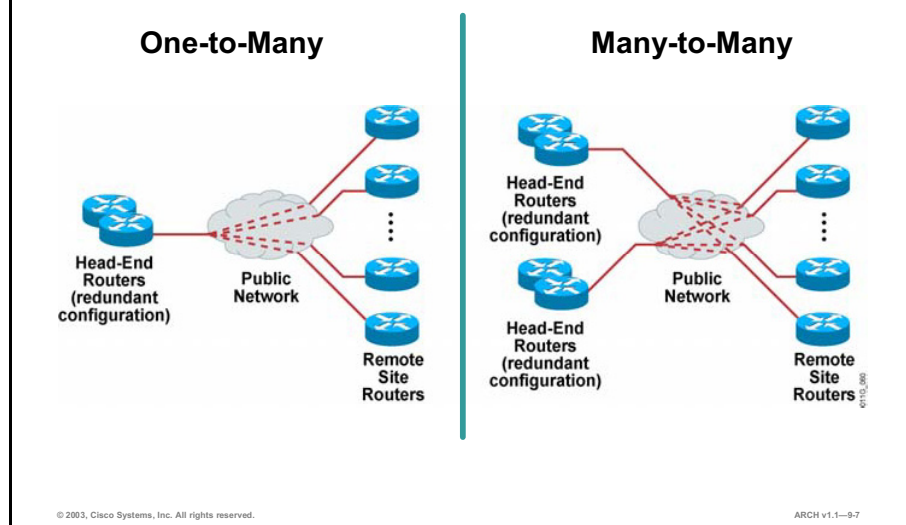 One-to-Many
Head-End
Routers
(redundant
configuration)
Public
Network
Remote
Site
Routers
Many-to-Many
Head-End
Routers
(redundant
configuration)
Head-End
Routers
(redundant
configuration)
Public
Network
Remote
Site
Routers
© 2003, Cisco Systems, Inc. All rights reserved.
ARCH v1.1—9-7